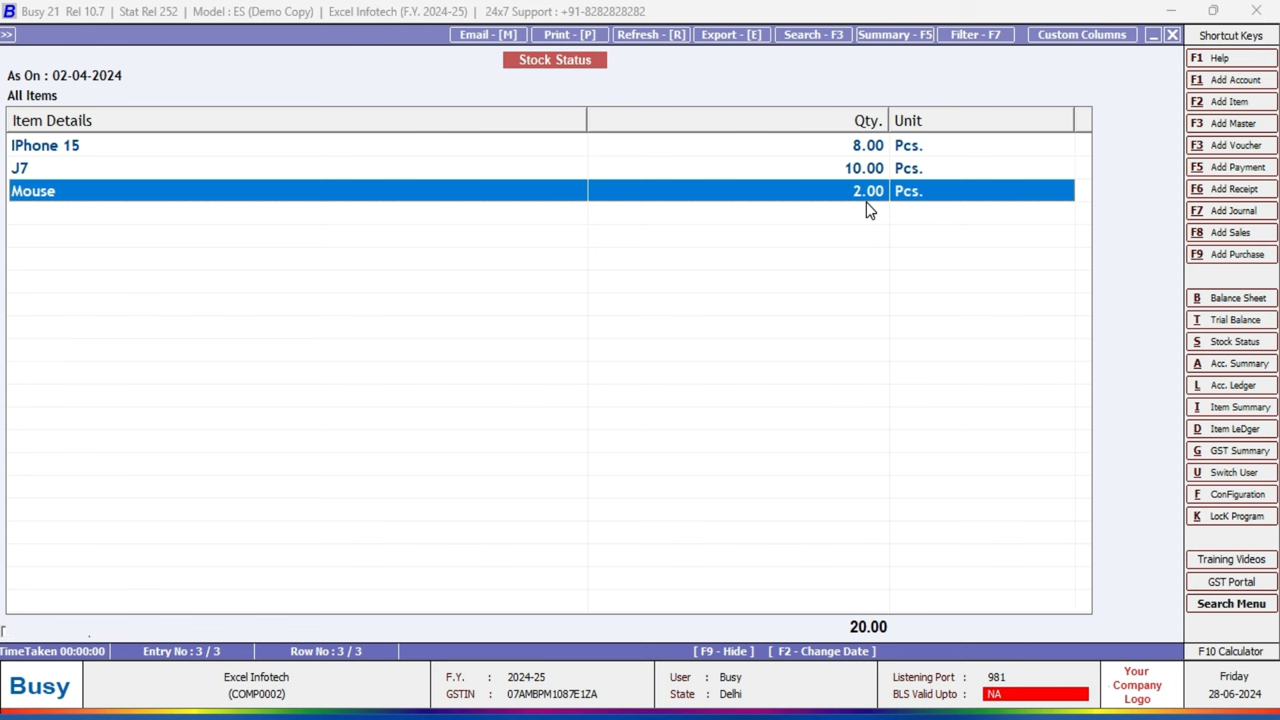 B Busy 21 Rel 10.7 | Stat Rel 252 | Model : ES (Demo Copy) | Excel Infotech (F.Y. 2024-25) | 24x7 Support : +91-8282828282
>> Email - [M] Print - [P] Refresh - [R] Export - [E] Search - F3 Summary - F5 Filter - F7 Custom Columns
Shortcut Keys
Stock Status
As On : 02-04-2024
All Items
Item Details Qty. Unit
IPhone 15 8.00 Pcs.
J7 10.00 Pcs.
Mouse 2.00 Pcs.
20.00
F1 Help
F1 Add Account
F2 Add Item
F3 Add Master
F3 Add Voucher
F5 Add Payment
F6 Add Receipt
F7 Add Journal
F8 Add Sales
F9 Add Purchase
B Balance Sheet
T Trial Balance
S Stock Status
A Acc. Summary
L Acc. Ledger
I Item Summary
D Item LeDger
G GST Summary
U Switch User
F ConFiguration
K LocK Program
Training Videos
GST Portal
Search Menu
TimeTaken 00:00:00 Entry No : 3 / 3 Row No : 3 / 3 [ F9 - Hide ] [ F2 - Change Date ] F10 Calculator
Busy
Excel Infotech
(COMP0002)
F.Y. : 2024-25
GSTIN : 07AMBPM1087E1ZA
User : Busy
State : Delhi
Listening Port : 981
BLS Valid Upto : NA
Your
Company
Logo
Friday
28-06-2024